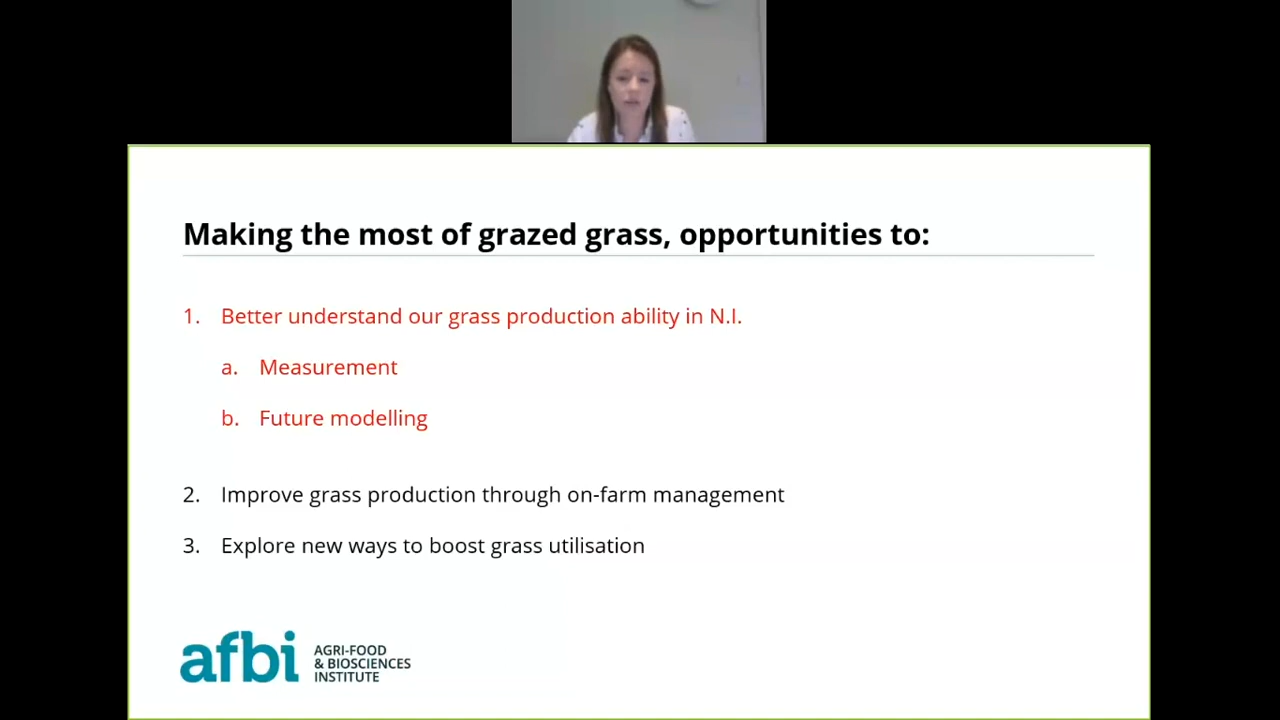 Making the most of grazed grass, opportunities to:
1. Better understand our grass production ability in N.I.
a. Measurement
b. Future modelling
2. Improve grass production through on-farm management
3. Explore new ways to boost grass utilisation
afbi
AGRI-FOOD
& BIOSCIENCES
INSTITUTE